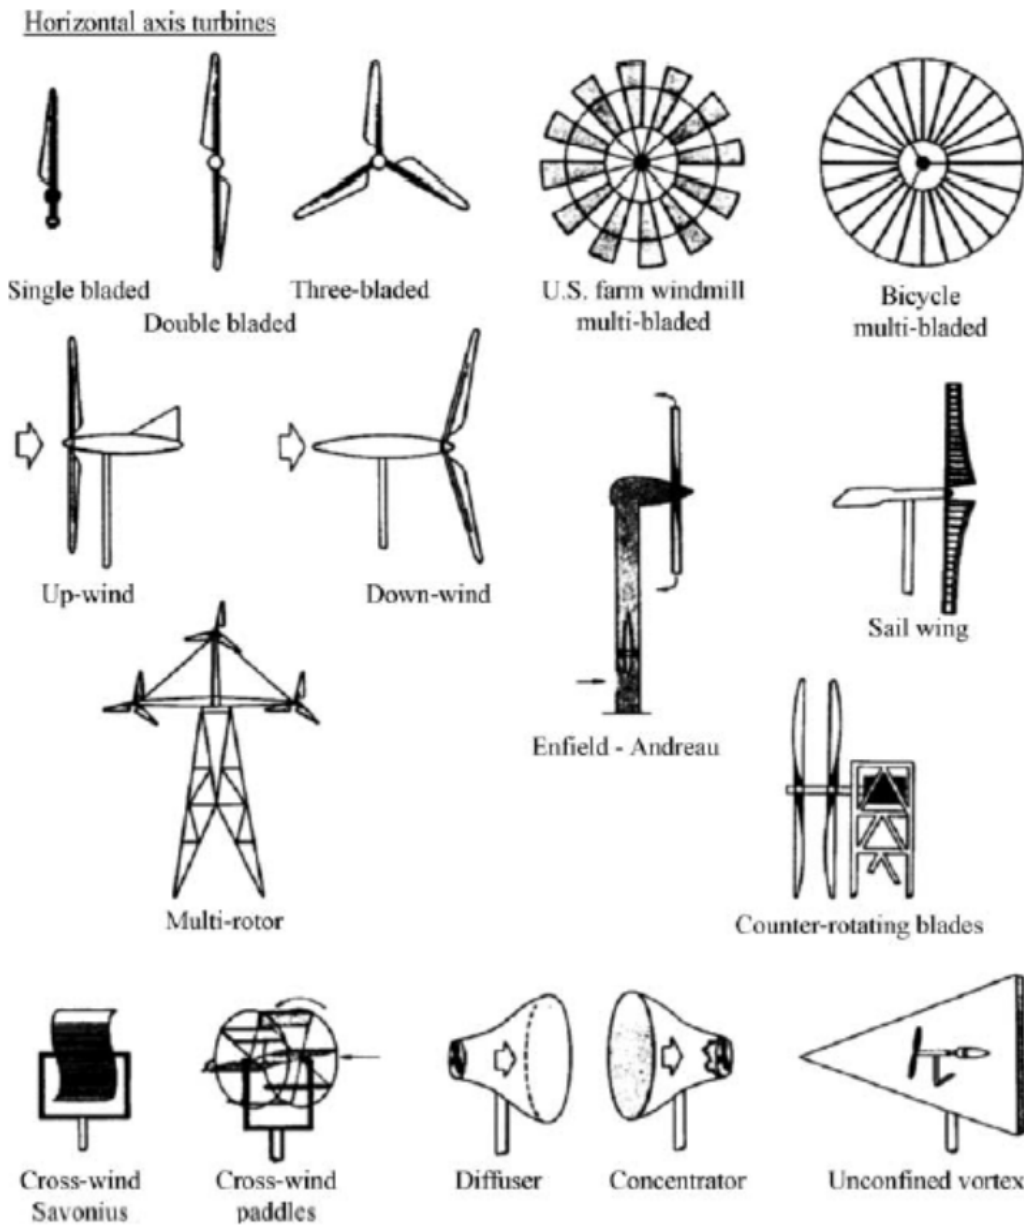 Horizontal axis turbines
Single bladed
Double bladed
Three-bladed
U.S. farm windmill
multi-bladed
Bicycle
multi-bladed
Up-wind
Down-wind
Enfield - Andreau
Sail wing
Multi-rotor
Counter-rotating blades
Cross-wind
Savonius
Cross-wind
paddles
Diffuser
Concentrator
Unconfined vortex